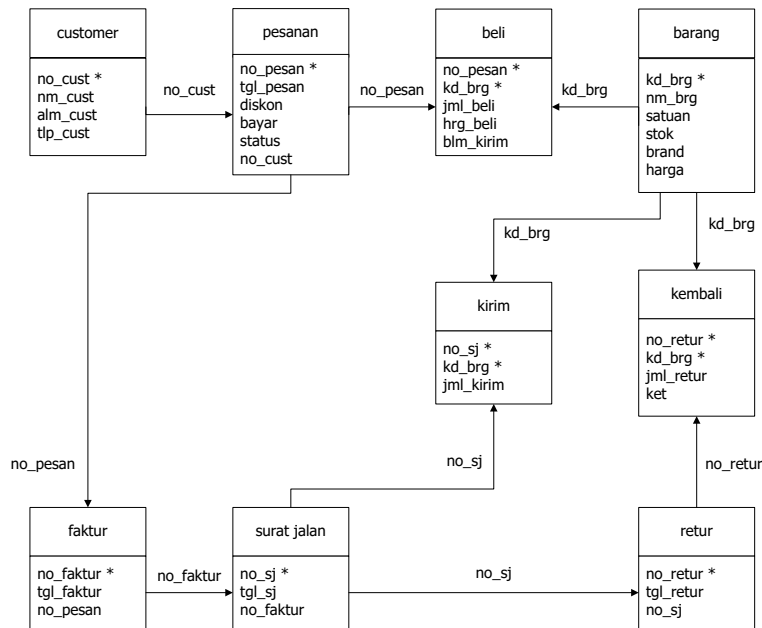 customer
no_cust *
nm_cust
alm_cust
tlp_cust
no_cust
pesanan
no_pesan *
tgl_pesan
diskon
bayar
status
no_cust
no_pesan
beli
no_pesan *
kd_brg *
jml_beli
hrg_beli
blm_kirim
kd_brg
barang
kd_brg *
nm_brg
satuan
stok
brand
harga
kd_brg
kd_brg
kirim
no_sj *
kd_brg *
jml_kirim
kembali
no_retur *
kd_brg *
jml_retur
ket
no_pesan
no_sj
no_retur
faktur
no_faktur *
tgl_faktur
no_pesan
no_faktur
surat jalan
no_sj *
tgl_sj
no_faktur
no_sj
retur
no_retur *
tgl_retur
no_sj